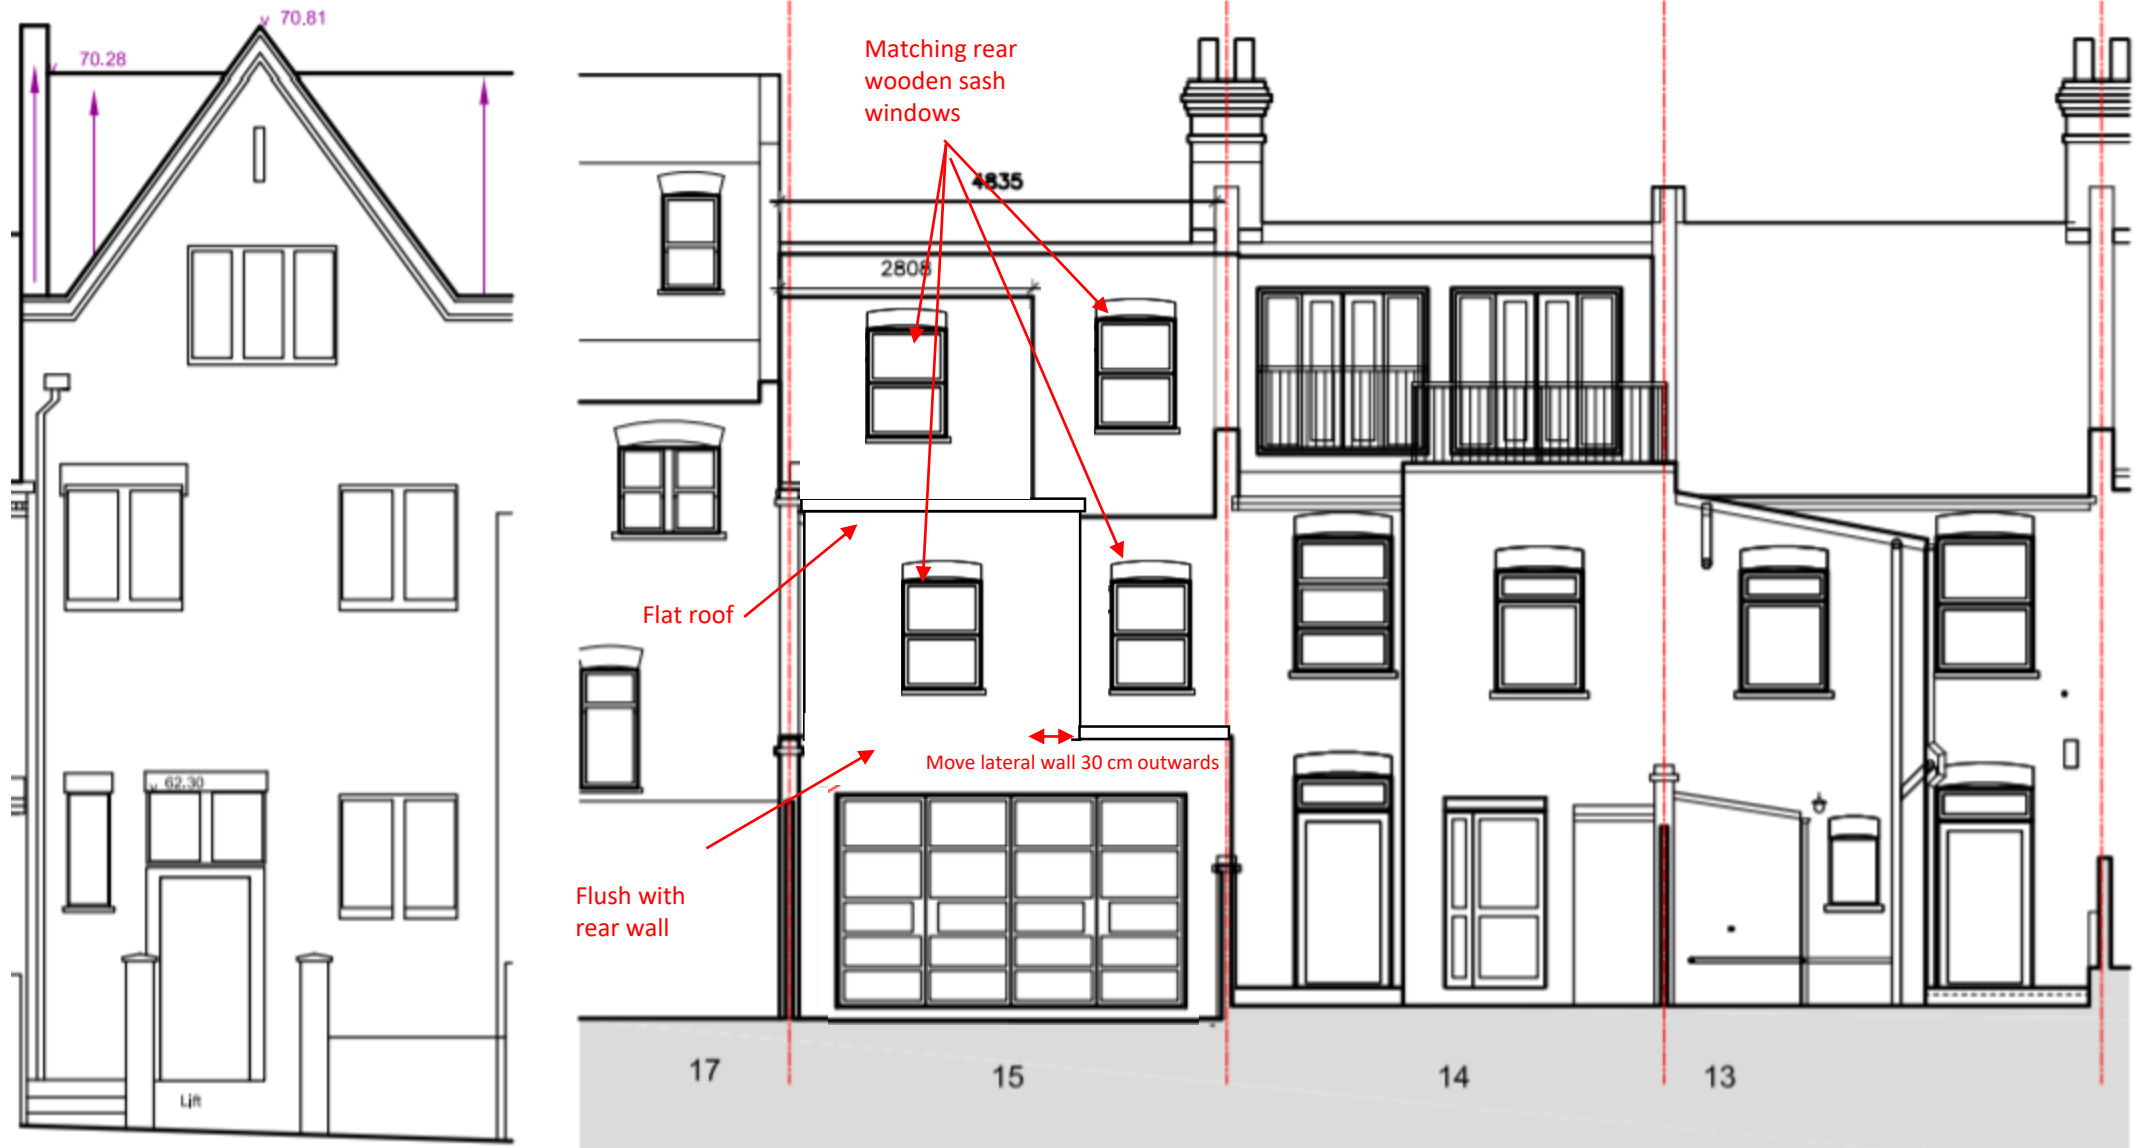 70.81
70.28
62.30
Lift
Matching rear
wooden sash
windows
4835
2808
Flat roof
Move lateral wall 30 cm outwards
Flush with
rear wall
17
15
14
13